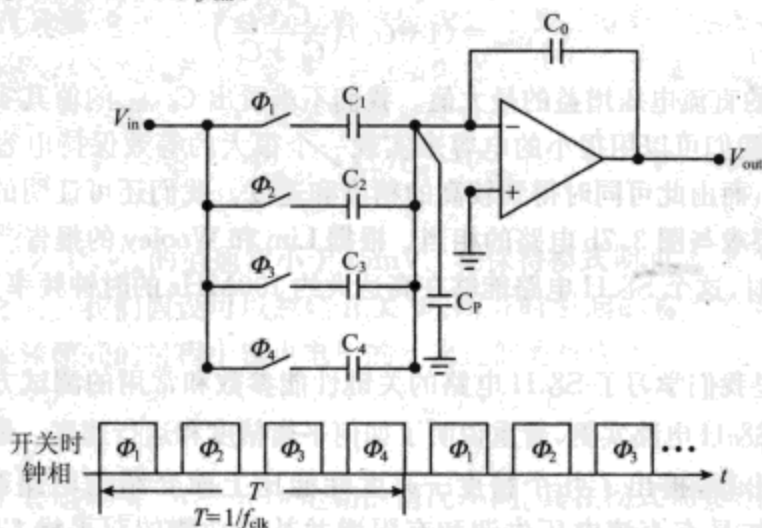 C₀
Φ₁ C₁
V_in
− 
Φ₂ C₂
+
V_out
Φ₃ C₃
C_P
Φ₄ C₄
开关时
钟相
Φ₁ Φ₂ Φ₃ Φ₄ Φ₁ Φ₂ Φ₃ •••
T
t
T=1/f_clk